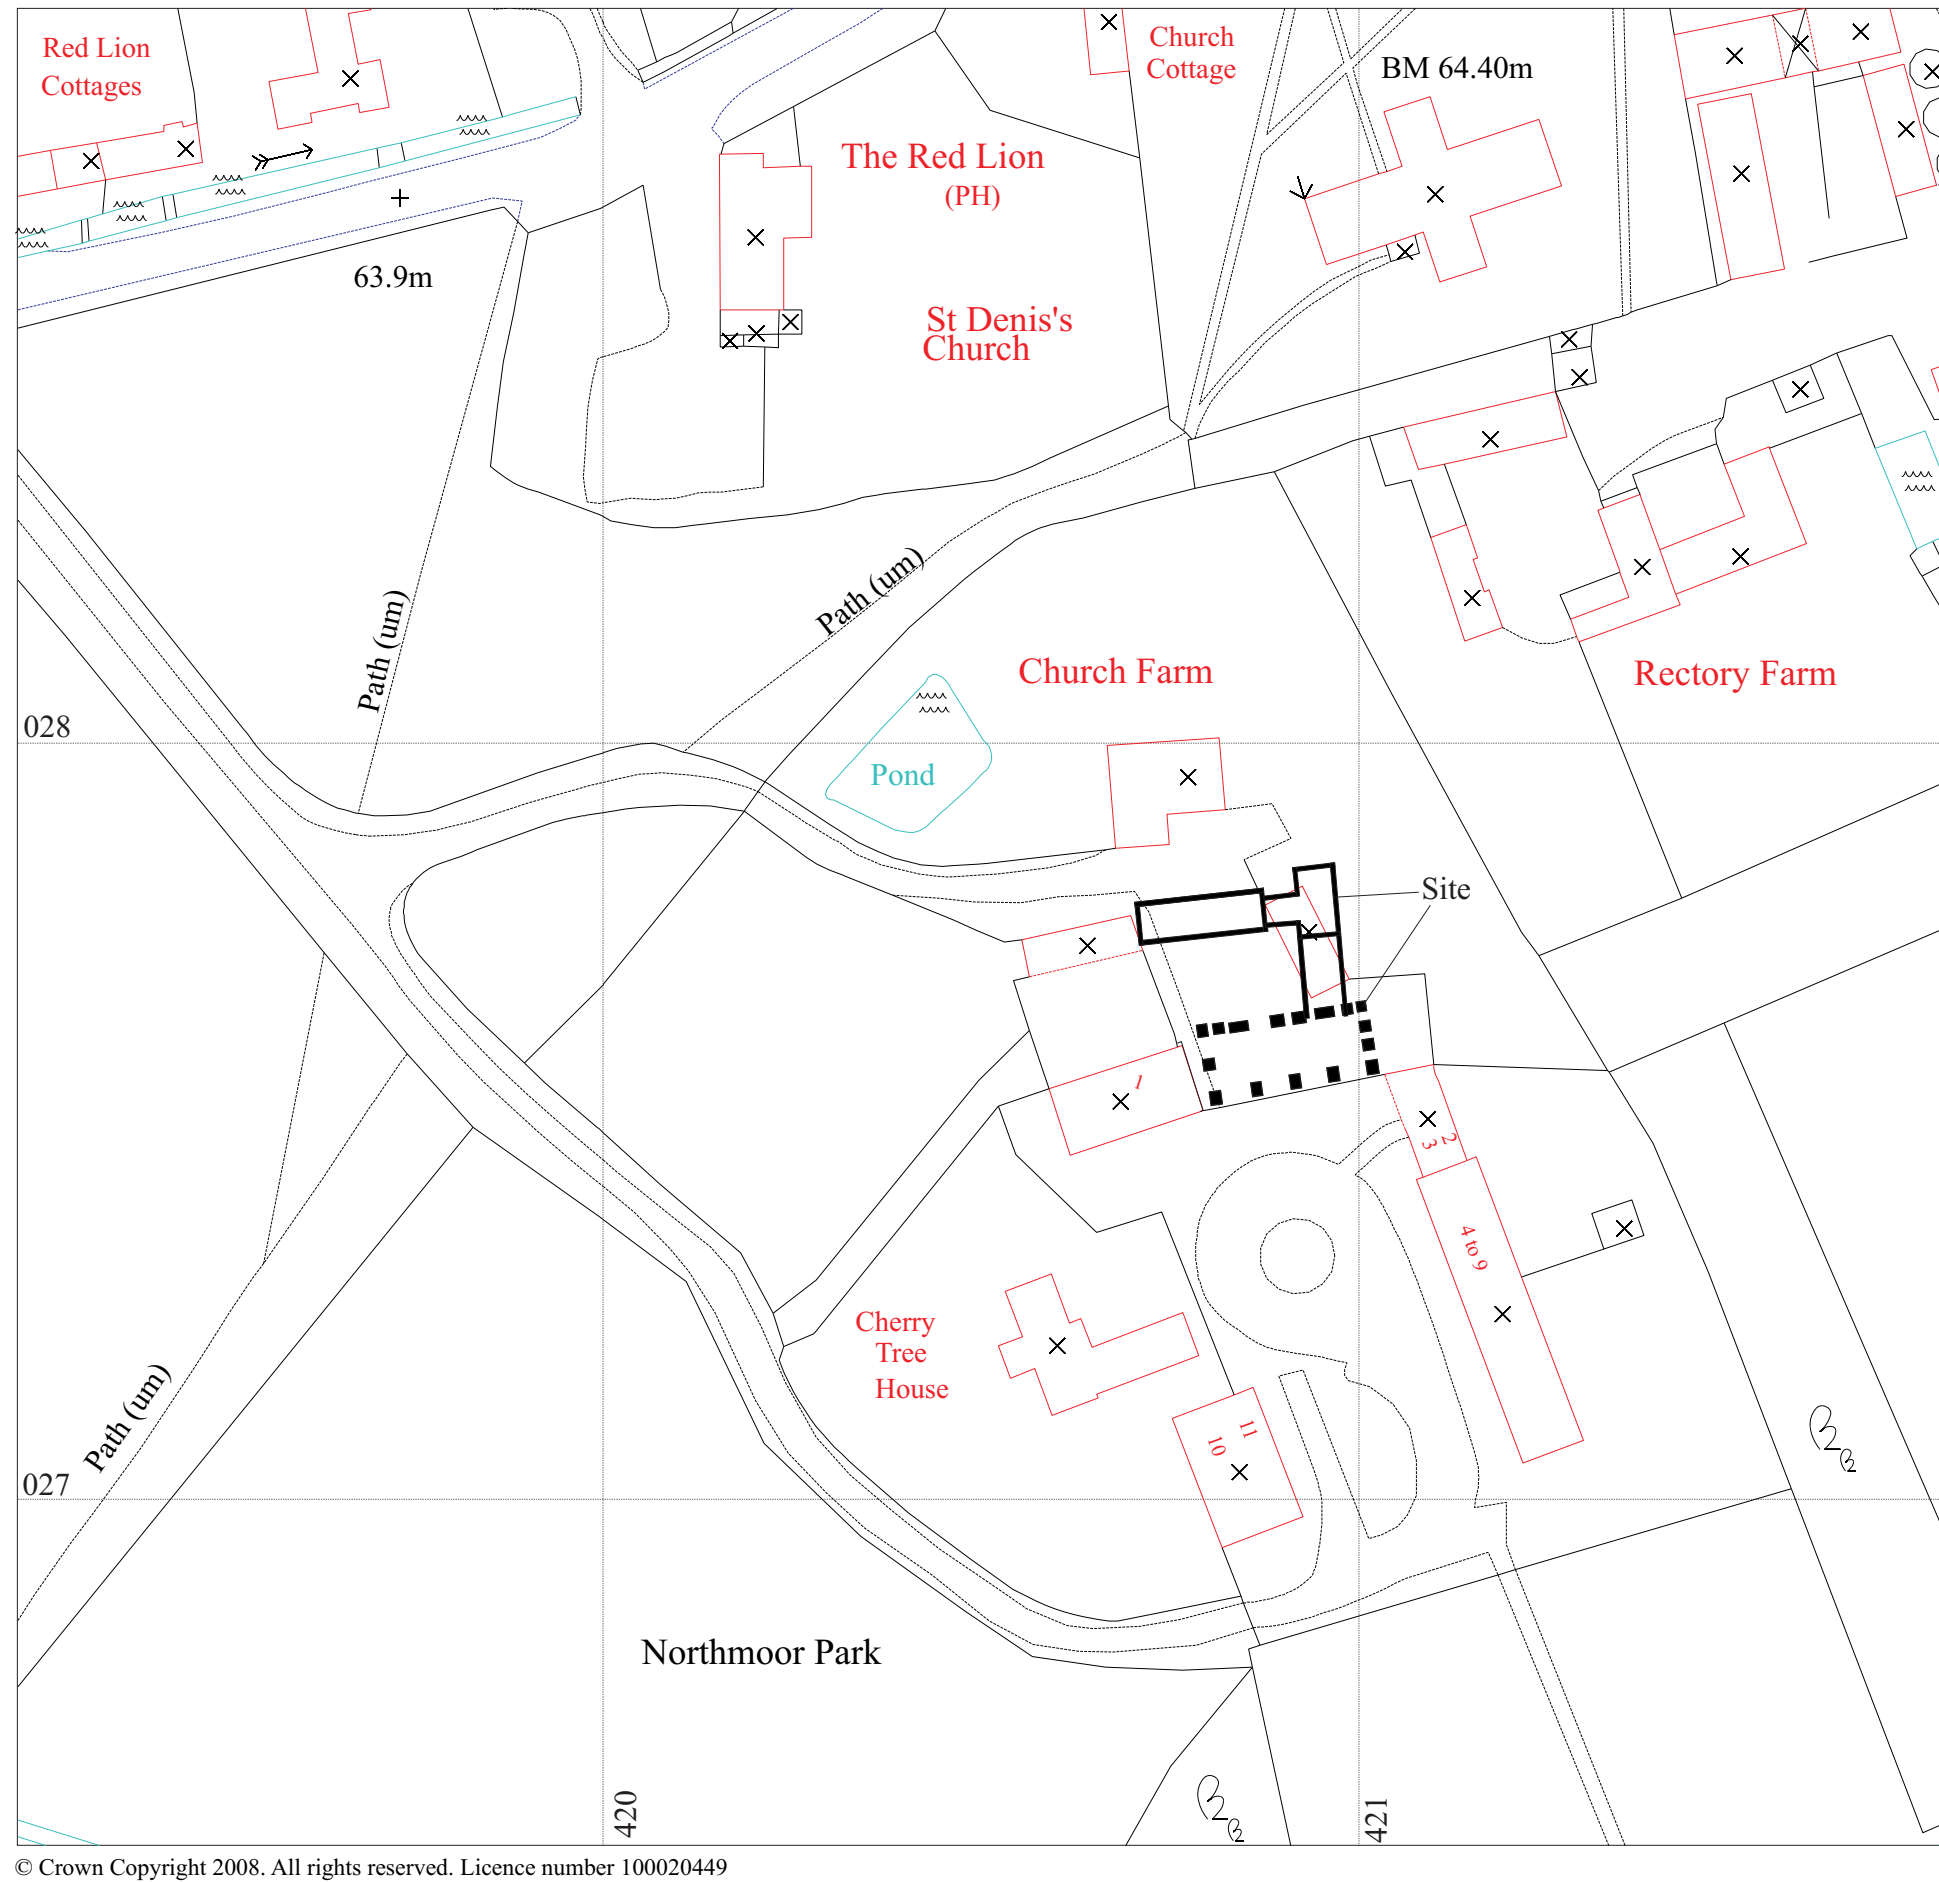 Red Lion
Cottages
Church
Cottage
BM 64.40m
The Red Lion
(PH)
63.9m
St Denis's
Church
Path (um)
Path (um)
Church Farm
Rectory Farm
028
Pond
Site
1
2
3
4 to 9
Cherry
Tree
House
11
10
Path (um)
027
Northmoor Park
420
421
© Crown Copyright 2008. All rights reserved. Licence number 100020449